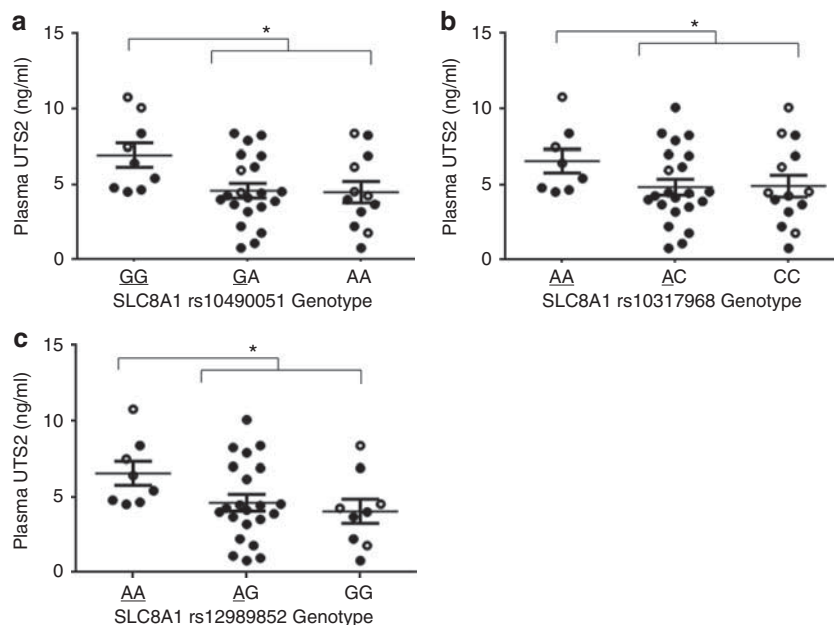 a
*
Plasma UTS2 (ng/ml)
15
10
5
0
GG GA AA
SLC8A1 rs10490051 Genotype
b
*
Plasma UTS2 (ng/ml)
15
10
5
0
AA AC CC
SLC8A1 rs10317968 Genotype
c
*
Plasma UTS2 (ng/ml)
15
10
5
0
AA AG GG
SLC8A1 rs12989852 Genotype